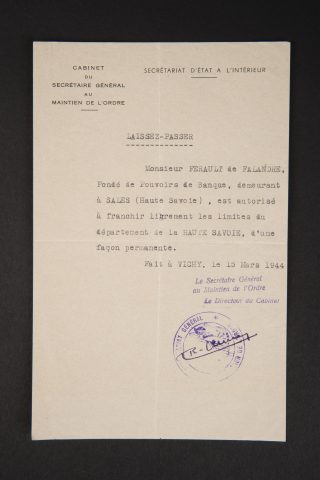 CABINET
DU
SECRÉTAIRE GÉNÉRAL
AU
MAINTIEN DE L'ORDRE
SECRÉTARIAT D'ÉTAT A L'INTÉRIEUR
LAISSEZ-PASSER
Monsieur FERAULT de FALANDRE,
Fondé de Pouvoirs de Banque, demeurant
à SALES (Haute Savoie), est autorisé
à franchir librement les limites du
département de la HAUTE SAVOIE, d'une
façon permanente.
Fait à VICHY, le 15 Mars 1944
Le Secrétaire Général
au Maintien de l'Ordre
Le Directeur du Cabinet
GÉNÉRAL